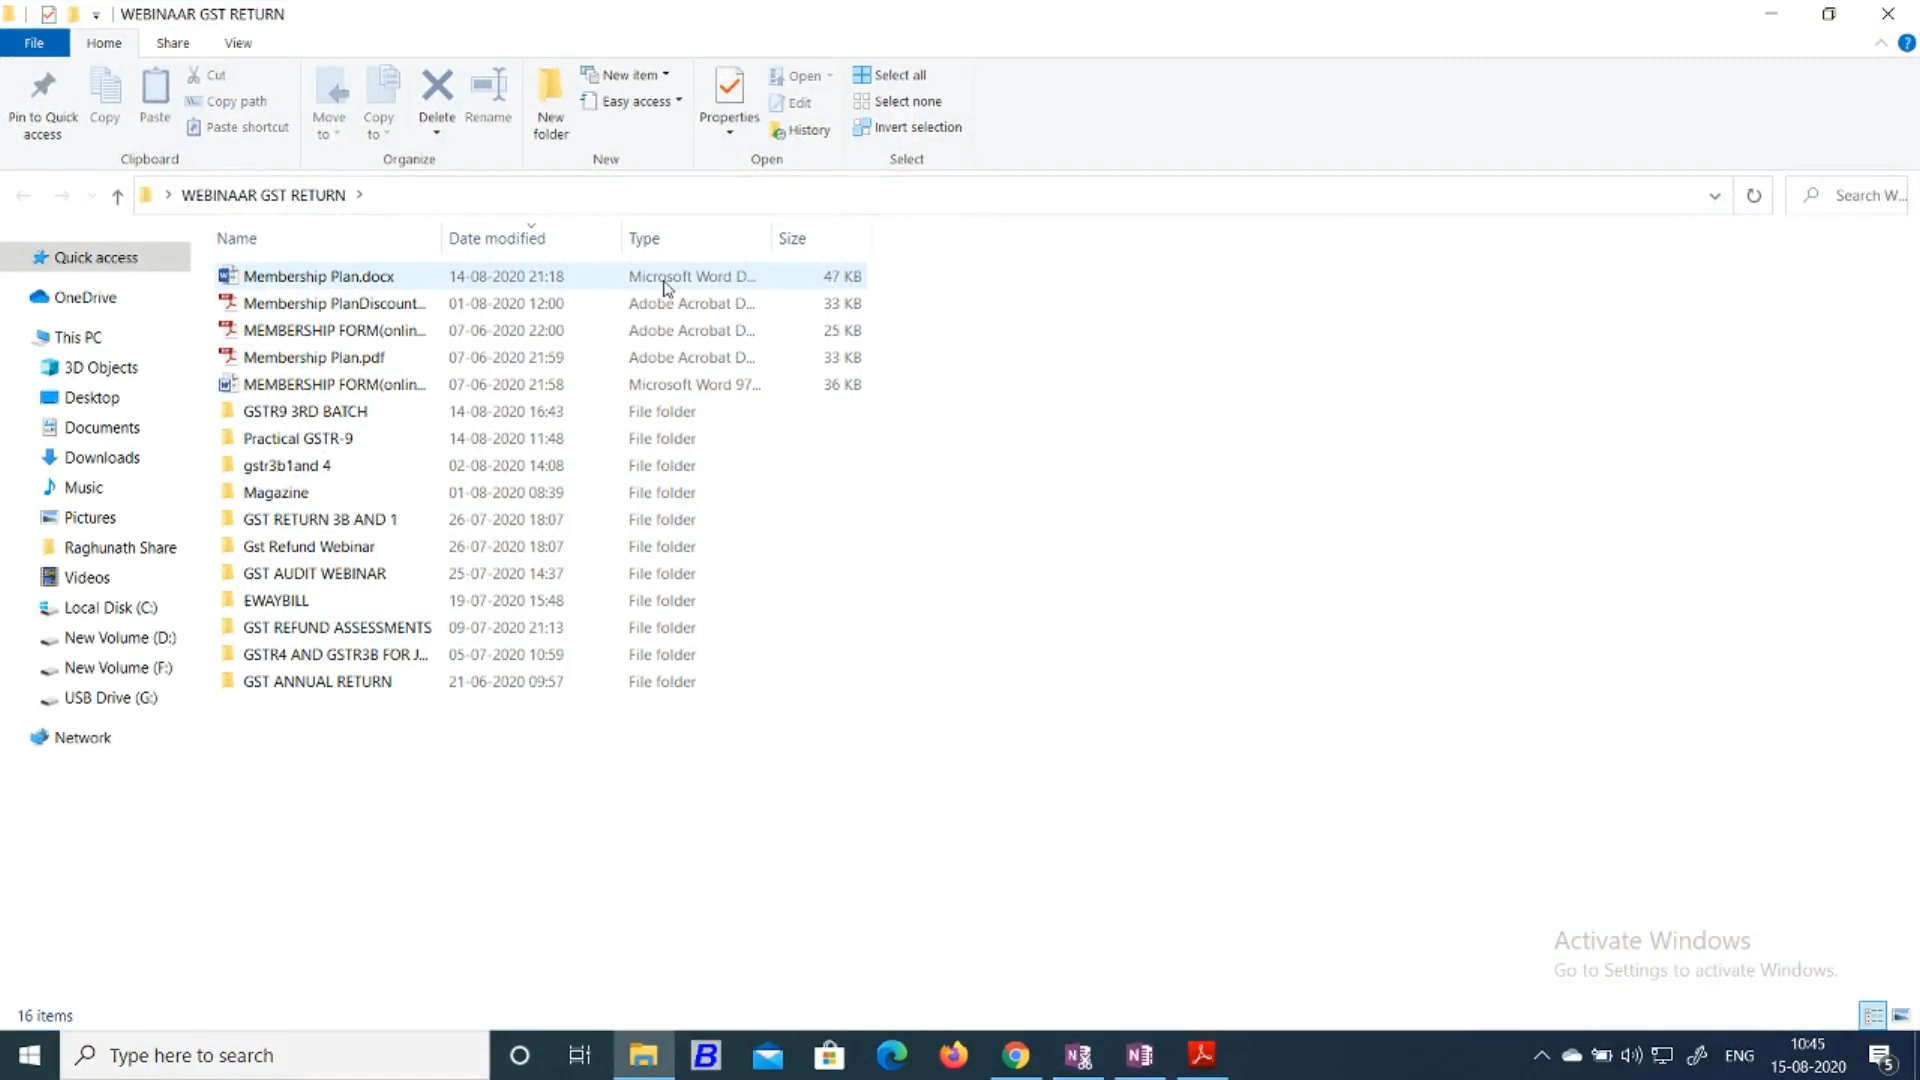 WEBINAAR GST RETURN
File Home Share View
Pin to Quick access
Copy
Paste
Cut
Copy path
Paste shortcut
Clipboard
Move to
Copy to
Delete
Rename
Organize
New folder
New item
Easy access
New
Properties
Open
Edit
History
Open
Select all
Select none
Invert selection
Select
WEBINAAR GST RETURN
Search W...
Name Date modified Type Size
Membership Plan.docx 14-08-2020 21:18 Microsoft Word D... 47 KB
Membership PlanDiscount... 01-08-2020 12:00 Adobe Acrobat D... 33 KB
MEMBERSHIP FORM(onlin... 07-06-2020 22:00 Adobe Acrobat D... 25 KB
Membership Plan.pdf 07-06-2020 21:59 Adobe Acrobat D... 33 KB
MEMBERSHIP FORM(onlin... 07-06-2020 21:58 Microsoft Word 97... 36 KB
GSTR9 3RD BATCH 14-08-2020 16:43 File folder
Practical GSTR-9 14-08-2020 11:48 File folder
gstr3b1and 4 02-08-2020 14:08 File folder
Magazine 01-08-2020 08:39 File folder
GST RETURN 3B AND 1 26-07-2020 18:07 File folder
Gst Refund Webinar 26-07-2020 18:07 File folder
GST AUDIT WEBINAR 25-07-2020 14:37 File folder
EWAYBILL 19-07-2020 15:48 File folder
GST REFUND ASSESSMENTS 09-07-2020 21:13 File folder
GSTR4 AND GSTR3B FOR J... 05-07-2020 10:59 File folder
GST ANNUAL RETURN 21-06-2020 09:57 File folder
Quick access
OneDrive
This PC
3D Objects
Desktop
Documents
Downloads
Music
Pictures
Raghunath Share
Videos
Local Disk (C:)
New Volume (D:)
New Volume (F:)
USB Drive (G:)
Network
Activate Windows
Go to Settings to activate Windows.
16 items
Type here to search
ENG
10:45
15-08-2020
5